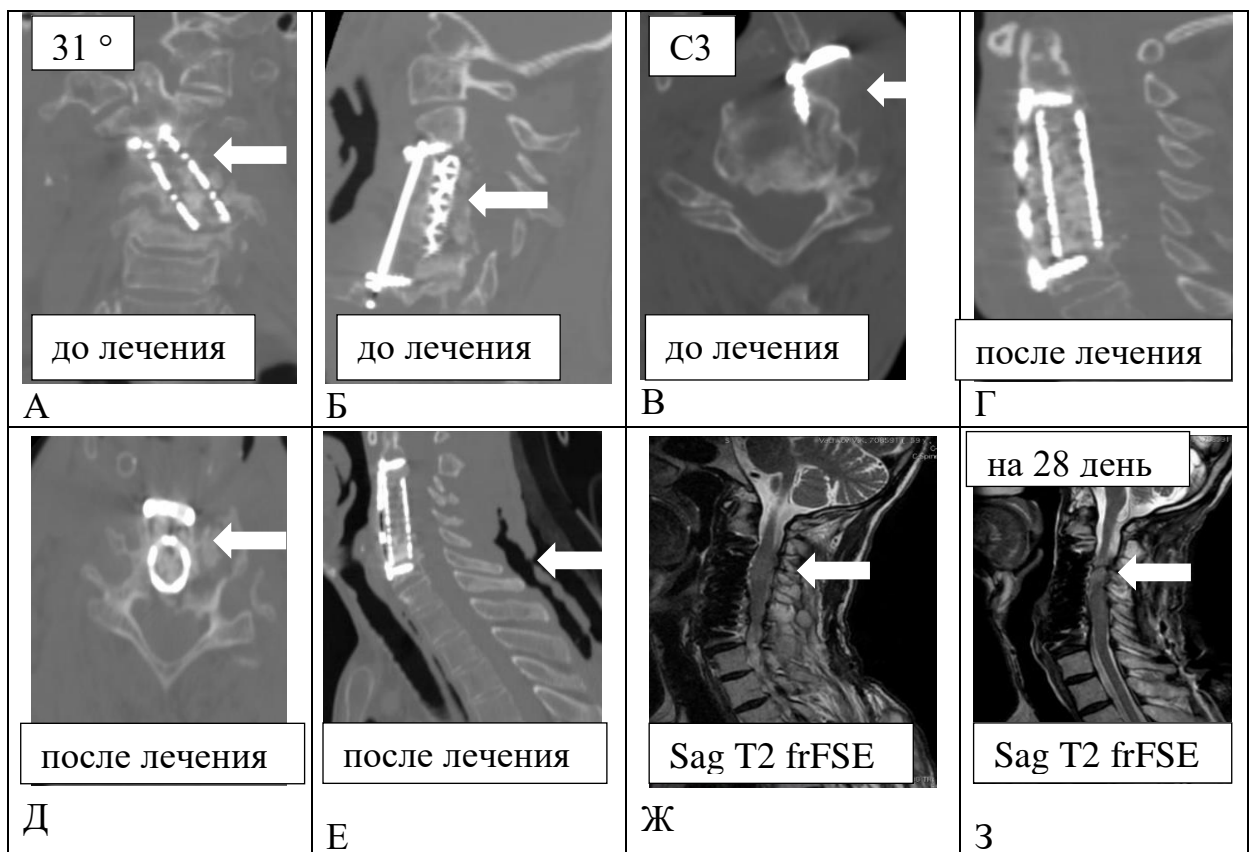 31 °
до лечения
А
до лечения
Б
С3
до лечения
В
после лечения
Г
после лечения
Д
после лечения
Е
Sag T2 frFSE
Ж
на 28 день
Sag T2 frFSE
З